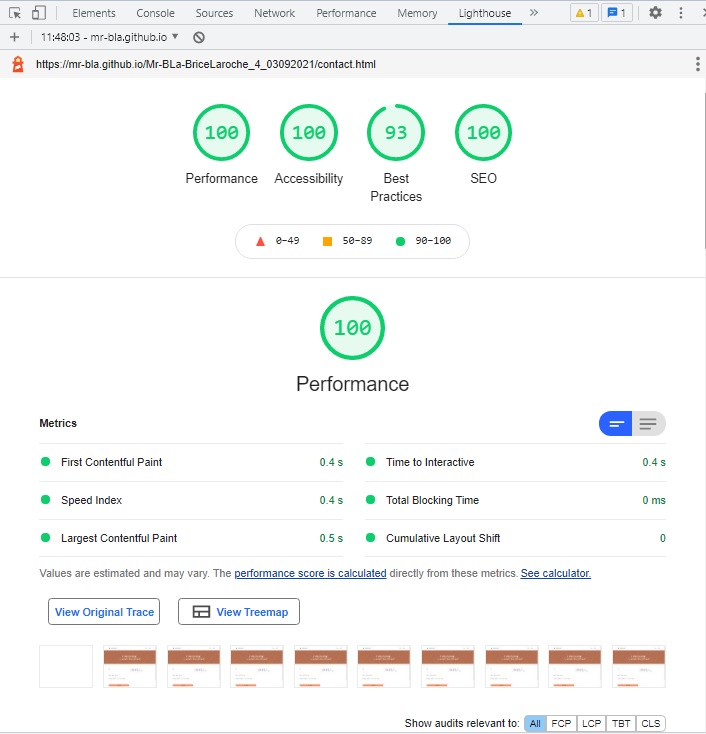 Elements Console Sources Network Performance Memory Lighthouse » 1 1
+ 11:48:03 - mr-bla.github.io ▼
https://mr-bla.github.io/Mr-BLa-BriceLaroche_4_03092021/contact.html
100 100 93 100
Performance Accessibility Best Practices SEO
0–49 50–89 90–100
100
Performance
Metrics
First Contentful Paint 0.4 s Time to Interactive 0.4 s
Speed Index 0.4 s Total Blocking Time 0 ms
Largest Contentful Paint 0.5 s Cumulative Layout Shift 0
Values are estimated and may vary. The performance score is calculated directly from these metrics. See calculator.
View Original Trace View Treemap
Show audits relevant to: All FCP LCP TBT CLS